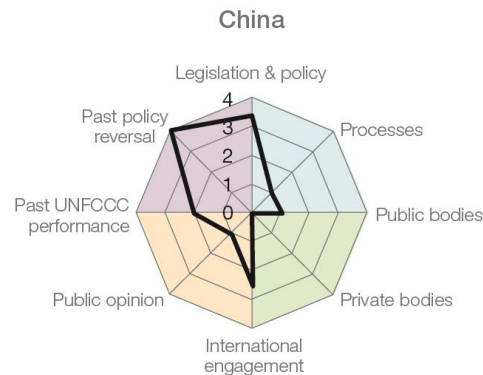 China
Legislation & policy
Past policy
reversal
Processes
4
3
2
1
0
Past UNFCCC
performance
Public bodies
Public opinion
Private bodies
International
engagement